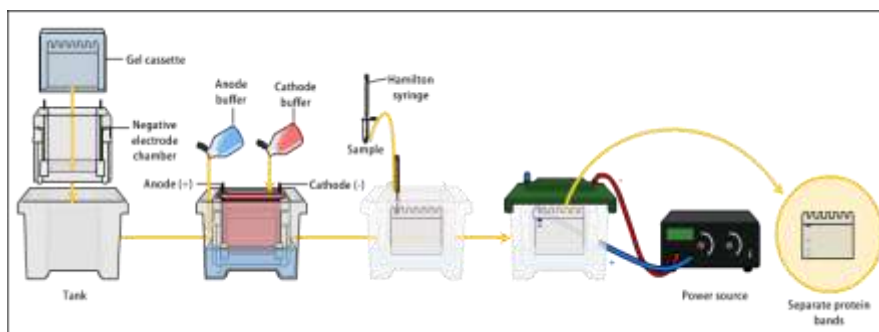 Gel cassette
Negative
electrode
chamber
Tank
Anode
buffer
Cathode
buffer
Anode (+)
Cathode (-)
Hamilton
syringe
Sample
-
+
Power source
Separate protein
bands